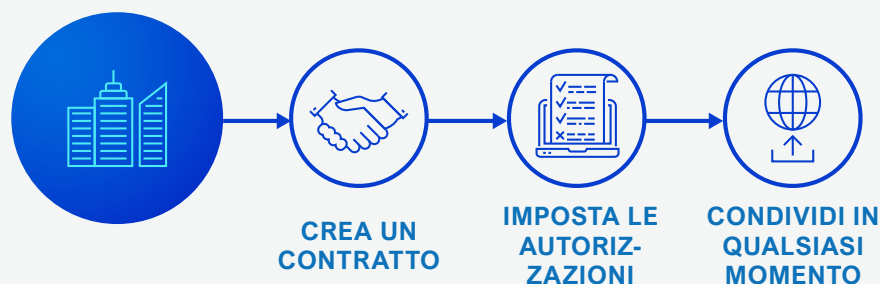 CREA UN
CONTRATTO
IMPOSTA LE
AUTORIZ-
ZAZIONI
CONDIVIDI IN
QUALSIASI
MOMENTO